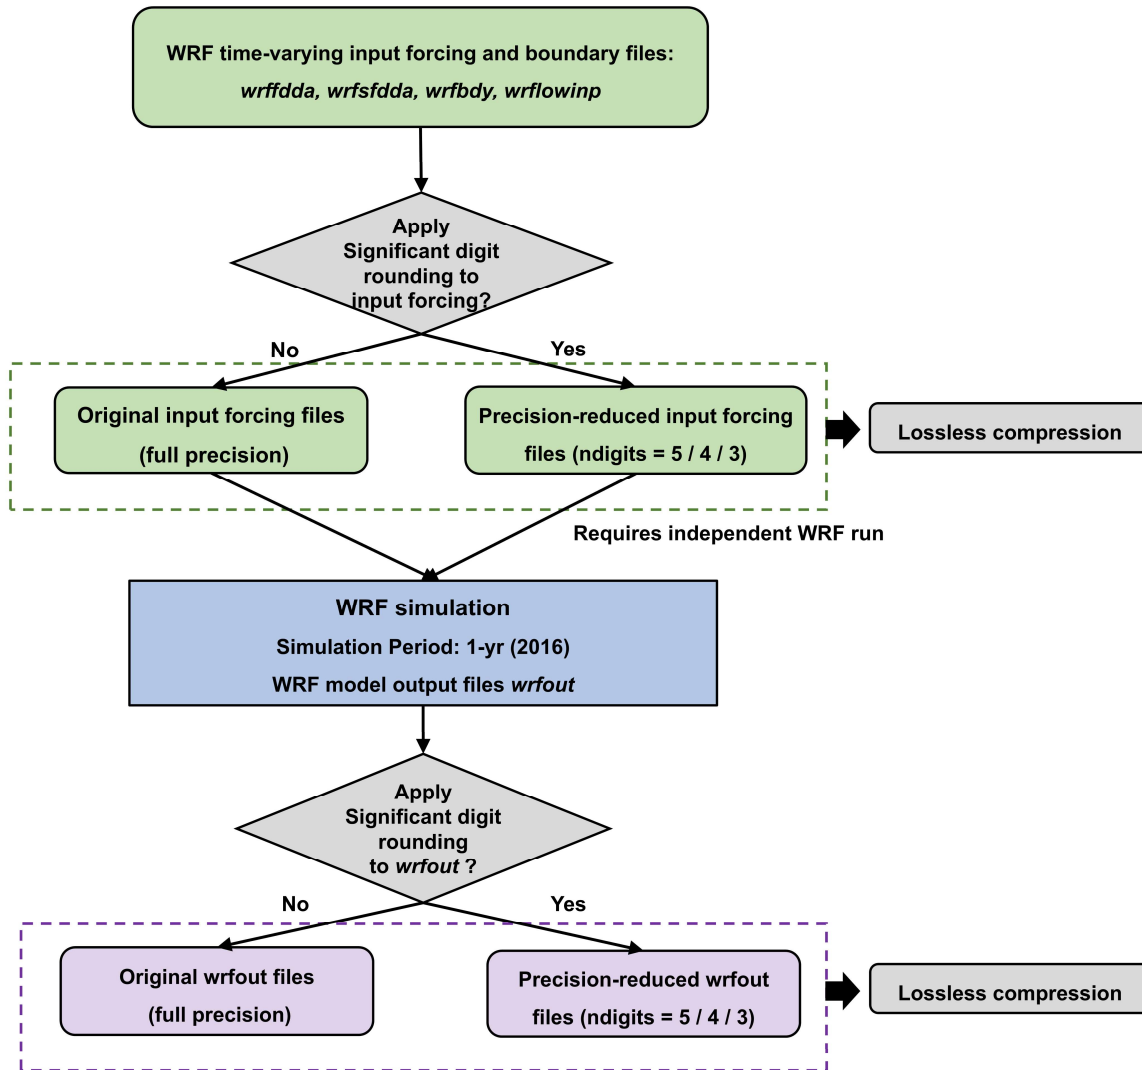 WRF time-varying input forcing and boundary files:
wrffdda, wrfsfdda, wrfbdy, wrflowinp
Apply
Significant digit
rounding to
input forcing?
No
Yes
Original input forcing files
(full precision)
Precision-reduced input forcing
files (ndigits = 5 / 4 / 3)
Lossless compression
Requires independent WRF run
WRF simulation
Simulation Period: 1-yr (2016)
WRF model output files wrfout
Apply
Significant digit
rounding
to wrfout ?
No
Yes
Original wrfout files
(full precision)
Precision-reduced wrfout
files (ndigits = 5 / 4 / 3)
Lossless compression